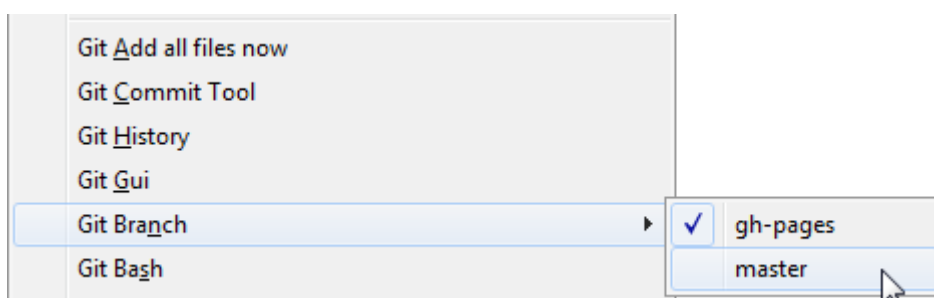 Git Add all files now
Git Commit Tool
Git History
Git Gui
Git Branch
gh-pages
Git Bash
master